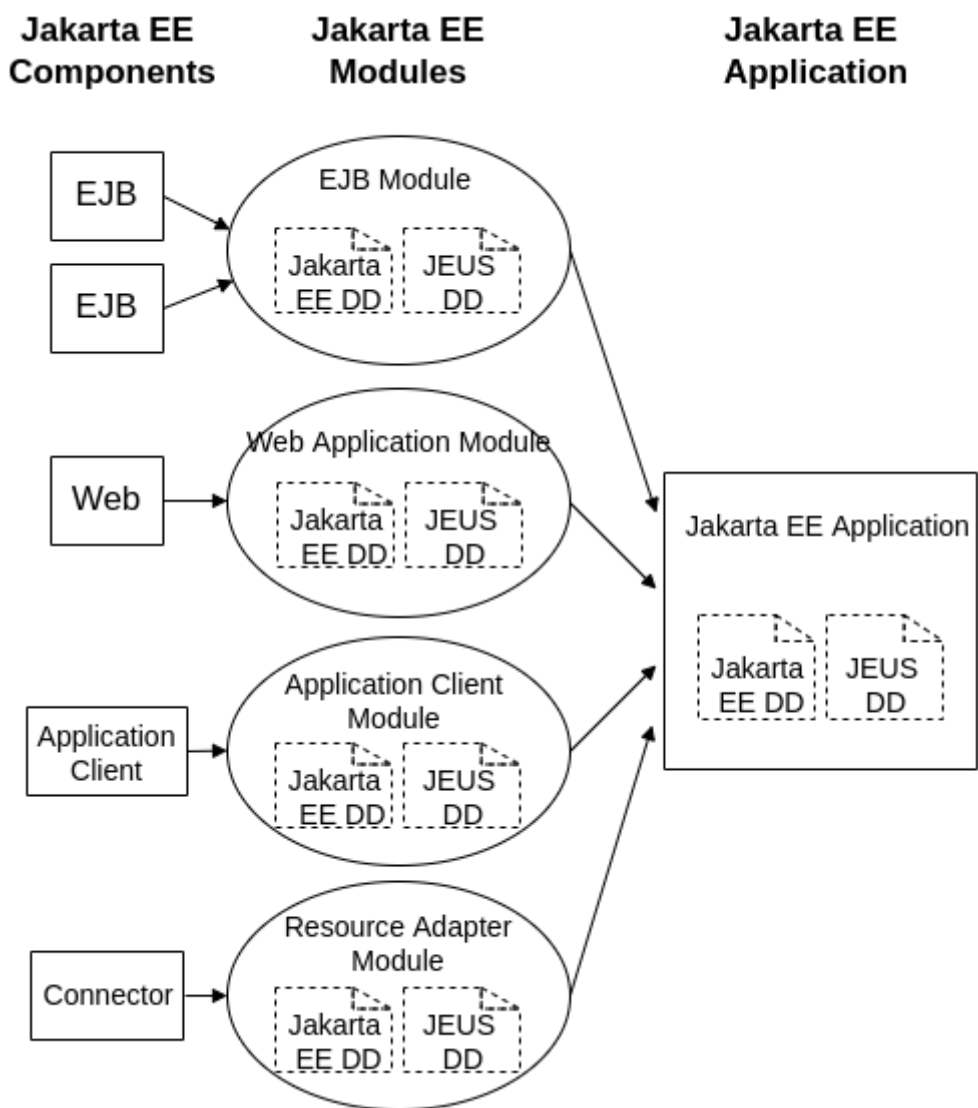 Jakarta EE
Components
Jakarta EE
Modules
Jakarta EE
Application
EJB
EJB
EJB Module
Jakarta
EE DD
JEUS
DD
Web
Web Application Module
Jakarta
EE DD
JEUS
DD
Application
Client
Application Client
Module
Jakarta
EE DD
JEUS
DD
Connector
Resource Adapter
Module
Jakarta
EE DD
JEUS
DD
Jakarta EE Application
Jakarta
EE DD
JEUS
DD